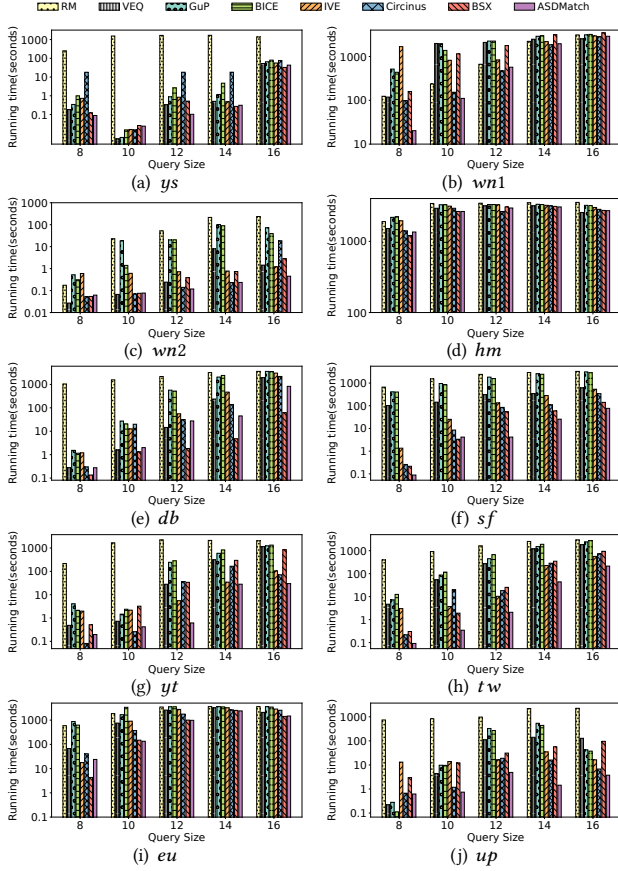 RM VEQ GuP BICE IVE Circinus BSX ASDMatch
Running time(seconds)
1000
100
10
1
0.1
8 10 12 14 16
Query Size
(a) ys
Running time(seconds)
1000
100
10
8 10 12 14 16
Query Size
(b) wn1
Running time(seconds)
1000
100
10
1
0.1
0.01
8 10 12 14 16
Query Size
(c) wn2
Running time(seconds)
1000
100
8 10 12 14 16
Query Size
(d) hm
Running time(seconds)
1000
100
10
1
0.1
8 10 12 14 16
Query Size
(e) db
Running time(seconds)
1000
100
10
1
0.1
8 10 12 14 16
Query Size
(f) sf
Running time(seconds)
1000
100
10
1
0.1
8 10 12 14 16
Query Size
(g) yt
Running time(seconds)
1000
100
10
1
0.1
8 10 12 14 16
Query Size
(h) tw
Running time(seconds)
1000
100
10
1
0.1
8 10 12 14 16
Query Size
(i) eu
Running time(seconds)
1000
100
10
1
0.1
8 10 12 14 16
Query Size
(j) up